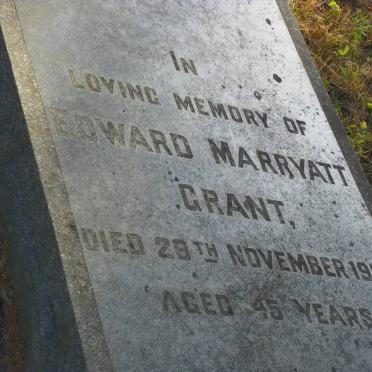 IN
LOVING MEMORY OF
EDWARD MARRYATT
GRANT,
DIED 29TH NOVEMBER 19
AGED 45 YEARS